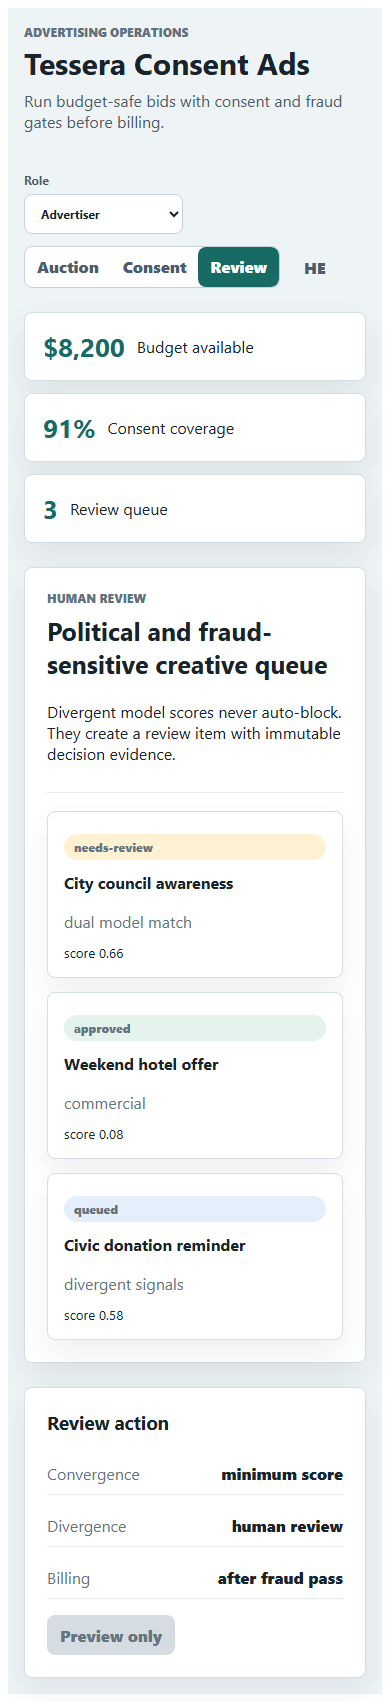 ADVERTISING OPERATIONS
Tessera Consent Ads
Run budget-safe bids with consent and fraud
gates before billing.
Role
Advertiser
Auction Consent Review HE
$8,200 Budget available
91% Consent coverage
3 Review queue
HUMAN REVIEW
Political and fraud-
sensitive creative queue
Divergent model scores never auto-block.
They create a review item with immutable
decision evidence.
needs-review
City council awareness
dual model match
score 0.66
approved
Weekend hotel offer
commercial
score 0.08
queued
Civic donation reminder
divergent signals
score 0.58
Review action
Convergence minimum score
Divergence human review
Billing after fraud pass
Preview only